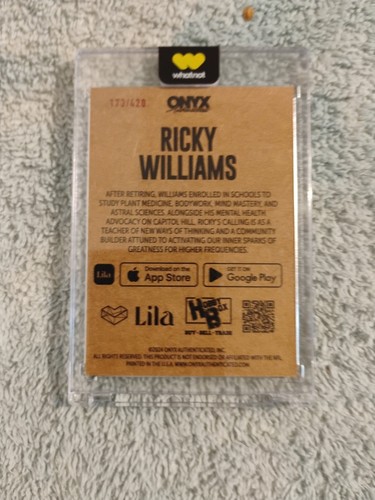 whatnot
173/420
ONYX
RICKY
WILLIAMS
AFTER RETIRING, WILLIAMS ENROLLED IN SCHOOLS TO
STUDY PLANT MEDICINE, BODYWORK, MIND MASTERY, AND
ASTRAL SCIENCES. ALONGSIDE HIS MENTAL HEALTH
ADVOCACY ON CAPITOL HILL, RICKY'S CALLING IS AS A
TEACHER OF NEW WAYS OF THINKING AND A COMMUNITY
BUILDER ATTUNED TO ACTIVATING OUR INNER SPARKS OF
GREATNESS FOR HIGHER FREQUENCIES.
Lila
Download on the
App Store
GET IT ON
Google Play
Lila
HobbyBox
BUY · SELL · TRADE
©2024 ONYX AUTHENTICATED, INC.
ALL RIGHTS RESERVED. THIS PRODUCT IS NOT ENDORSED OR AFFILIATED WITH THE NFL.
PRINTED IN THE U.S.A. WWW.ONYXAUTHENTICATED.COM